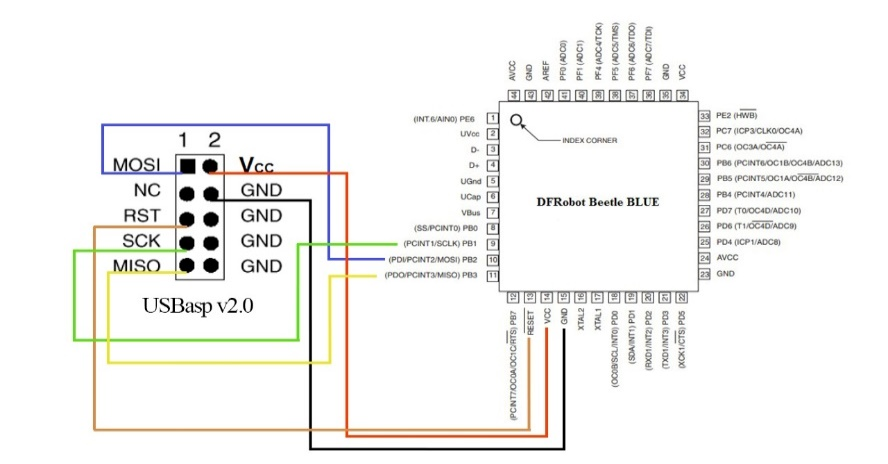 44 AVCC
43 GND
42 AREF
41 PF0 (ADC0)
40 PF1 (ADC1)
39 PF4 (ADC4/TCK)
38 PF5 (ADC5/TMS)
37 PF6 (ADC6/TDO)
36 PF7 (ADC7/TDI)
35 GND
34 VCC
(INT.6/AIN0) PE6 1
UVcc 2
D- 3
D+ 4
UGnd 5
UCap 6
VBus 7
(SS/PCINT0) PB0 8
(PCINT1/SCLK) PB1 9
(PDI/PCINT2/MOSI) PB2 10
(PDO/PCINT3/MISO) PB3 11
INDEX CORNER
DFRobot Beetle BLUE
33 PE2 (HWB)
32 PC7 (ICP3/CLK0/OC4A)
31 PC6 (OC3A/OC4A)
30 PB6 (PCINT6/OC1B/OC4B/ADC13)
29 PB5 (PCINT5/OC1A/OC4B/ADC12)
28 PB4 (PCINT4/ADC11)
27 PD7 (T0/OC4D/ADC10)
26 PD6 (T1/OC4D/ADC9)
25 PD4 (ICP1/ADC8)
24 AVCC
23 GND
1 2
MOSI Vcc
NC GND
RST GND
SCK GND
MISO GND
USBasp v2.0
12 (PCINT7/OC0A/OC1C/RTS) PB7
13 RESET
14 VCC
15 GND
16 XTAL2
17 XTAL1
18 (OC0B/SCL/INT0) PD0
19 (SDA/INT1) PD1
20 (RXD1/INT2) PD2
21 (TXD1/INT3) PD3
22 (XCK1/CTS) PD5